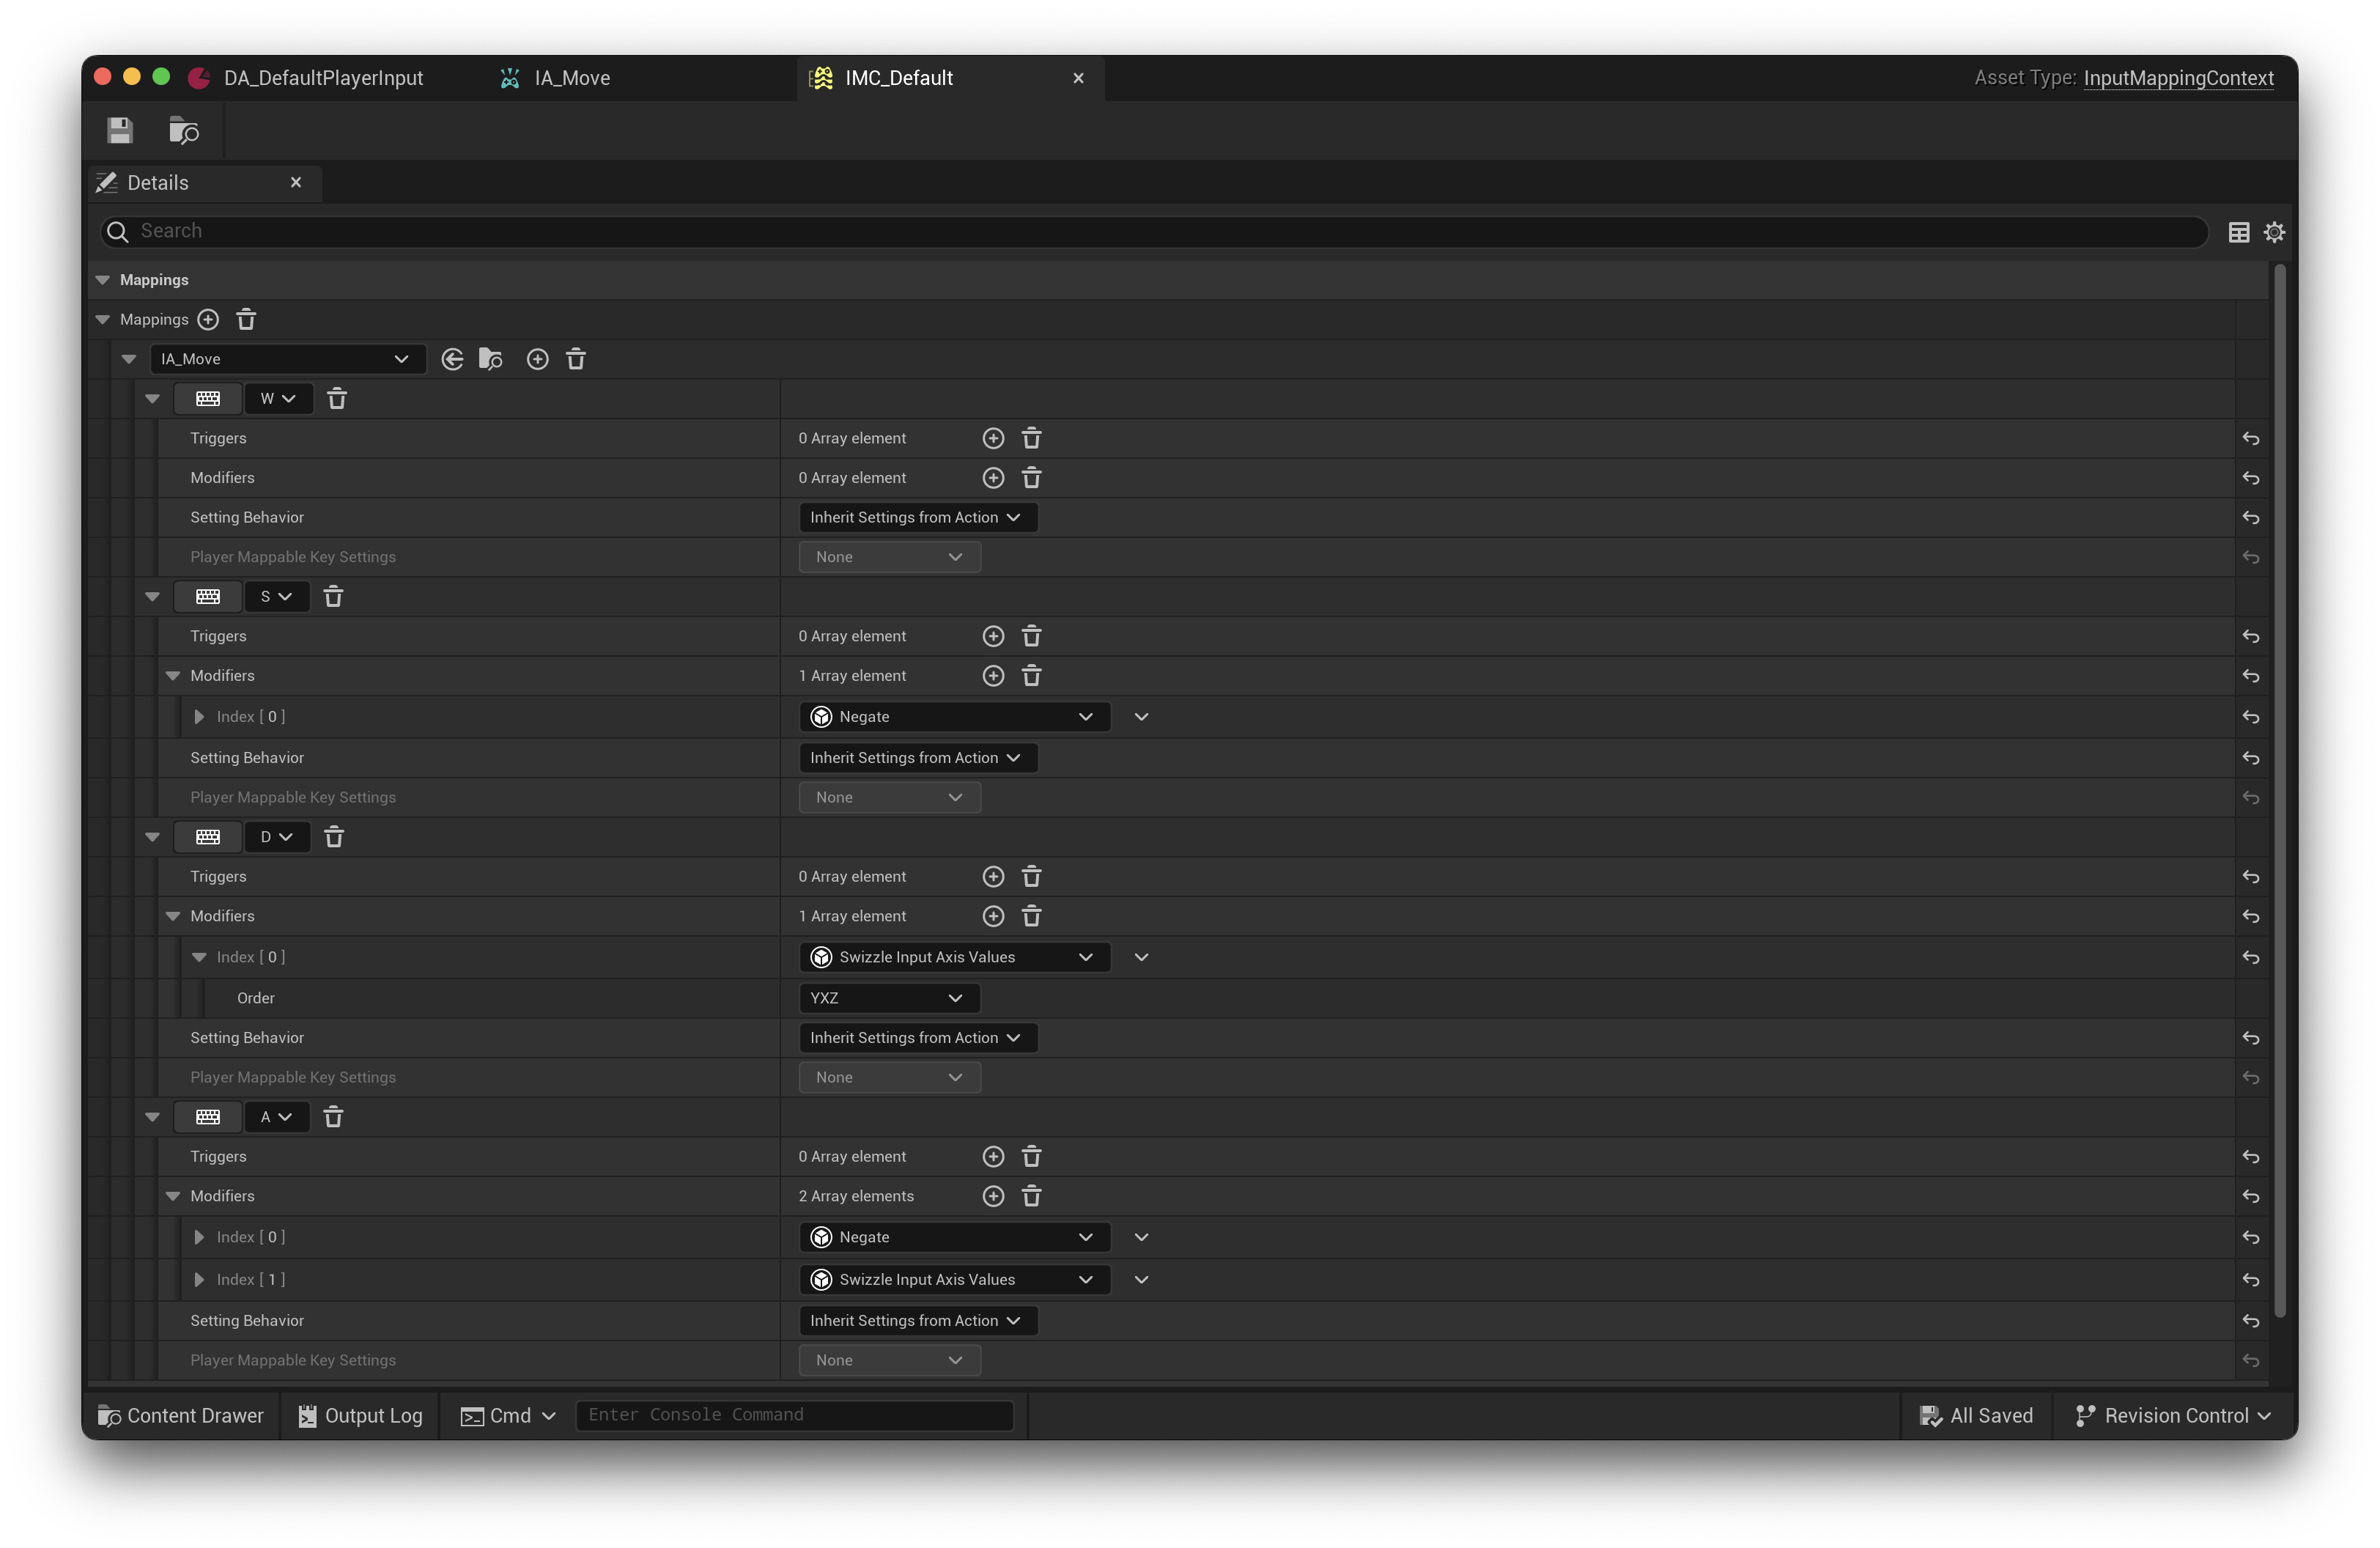 DA_DefaultPlayerInput IA_Move IMC_Default Asset Type: InputMappingContext
Details
Search
Mappings
Mappings
IA_Move
W
Triggers 0 Array element
Modifiers 0 Array element
Setting Behavior Inherit Settings from Action
Player Mappable Key Settings None
S
Triggers 0 Array element
Modifiers 1 Array element
Index [ 0 ] Negate
Setting Behavior Inherit Settings from Action
Player Mappable Key Settings None
D
Triggers 0 Array element
Modifiers 1 Array element
Index [ 0 ] Swizzle Input Axis Values
Order YXZ
Setting Behavior Inherit Settings from Action
Player Mappable Key Settings None
A
Triggers 0 Array element
Modifiers 2 Array elements
Index [ 0 ] Negate
Index [ 1 ] Swizzle Input Axis Values
Setting Behavior Inherit Settings from Action
Player Mappable Key Settings None
Content Drawer Output Log Cmd Enter Console Command All Saved Revision Control